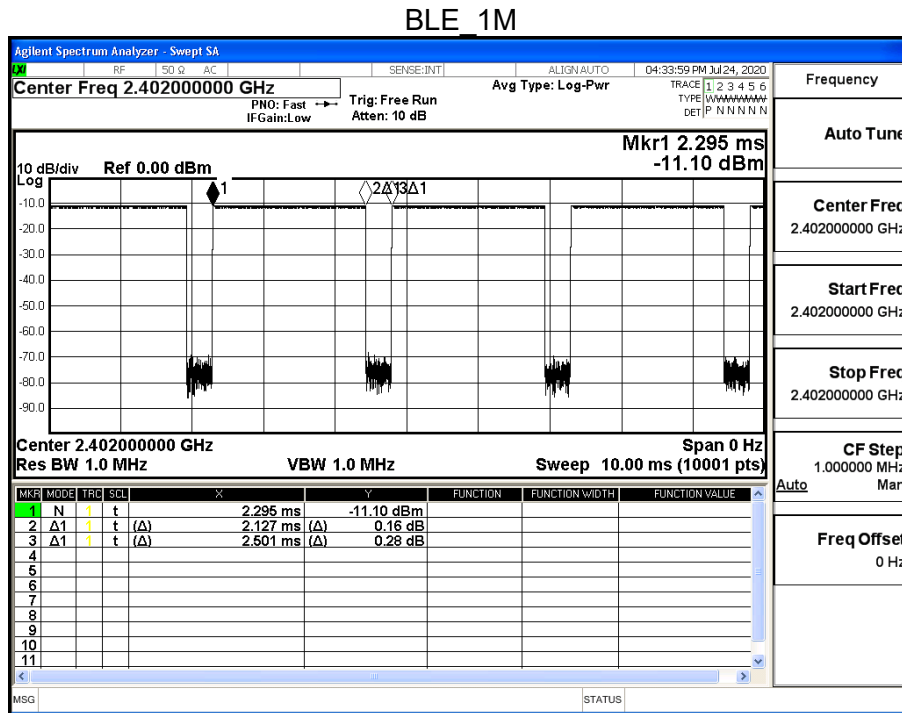 BLE_1M
Agilent Spectrum Analyzer - Swept SA
LXI RF 50 Ω AC SENSE:INT ALIGN AUTO 04:33:59 PM Jul 24, 2020
Center Freq 2.402000000 GHz
Avg Type: Log-Pwr
TRACE 1 2 3 4 5 6
PNO: Fast Trig: Free Run
TYPE WWWWWW
IFGain:Low Atten: 10 dB
DET P N N N N N
Mkr1 2.295 ms
-11.10 dBm
10 dB/div Ref 0.00 dBm
Log
1 2Δ1 3Δ1
-10.0
-20.0
-30.0
-40.0
-50.0
-60.0
-70.0
-80.0
-90.0
Center 2.402000000 GHz Span 0 Hz
Res BW 1.0 MHz VBW 1.0 MHz Sweep 10.00 ms (10001 pts)
MKR MODE TRC SCL X Y FUNCTION FUNCTION WIDTH FUNCTION VALUE
1 N 1 t 2.295 ms -11.10 dBm
2 Δ1 1 t (Δ) 2.127 ms (Δ) 0.16 dB
3 Δ1 1 t (Δ) 2.501 ms (Δ) 0.28 dB
4
5
6
7
8
9
10
11
MSG STATUS
Frequency
Auto Tune
Center Freq
2.402000000 GHz
Start Freq
2.402000000 GHz
Stop Freq
2.402000000 GHz
CF Step
1.000000 MHz
Auto Man
Freq Offset
0 Hz